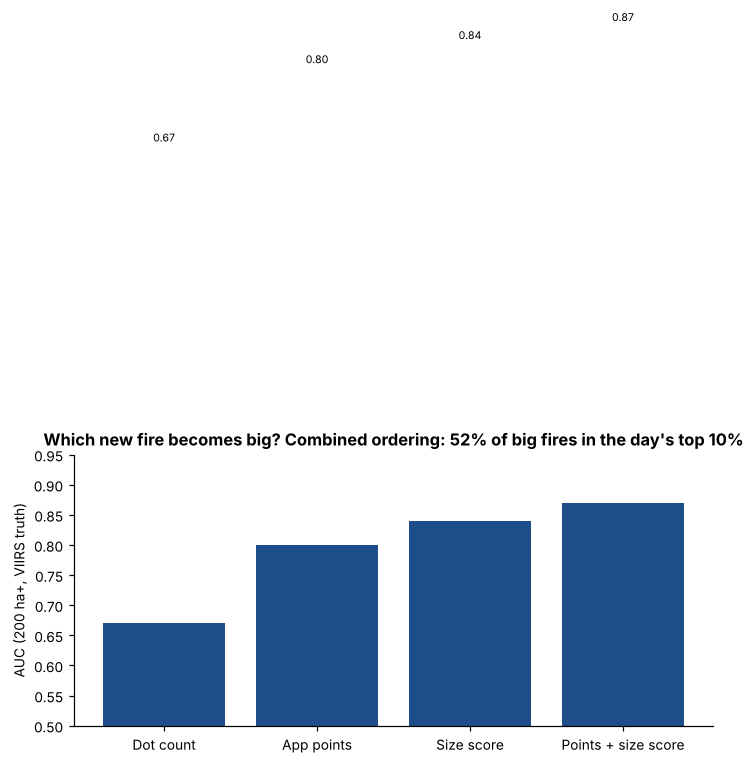 0.87
0.84
0.80
0.67
Which new fire becomes big? Combined ordering: 52% of big fires in the day's top 10%
AUC (200 ha+, VIIRS truth)
0.95
0.90
0.85
0.80
0.75
0.70
0.65
0.60
0.55
0.50
Dot count
App points
Size score
Points + size score